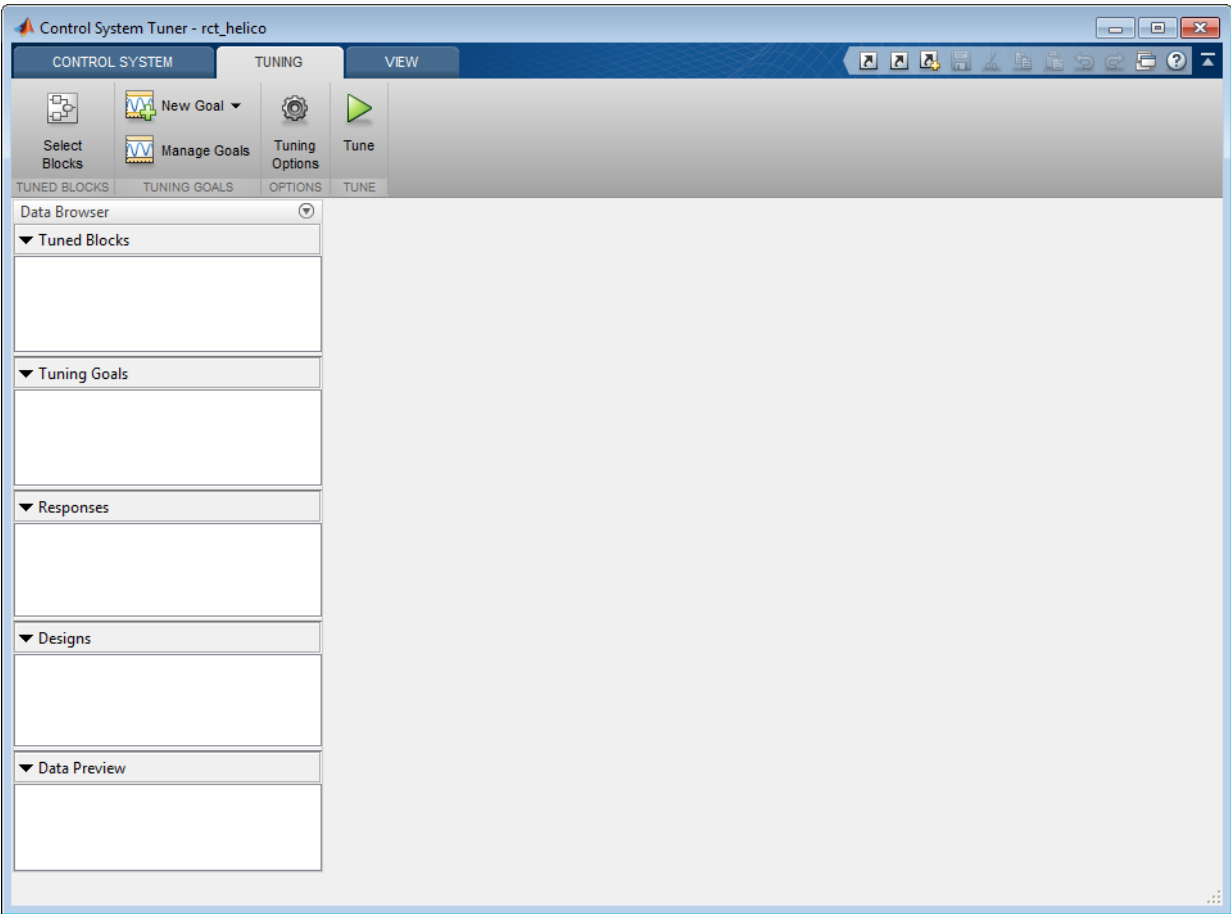 Control System Tuner - rct_helico
CONTROL SYSTEM TUNING VIEW
New Goal
Select Blocks
Manage Goals
Tuning Options
Tune
TUNED BLOCKS TUNING GOALS OPTIONS TUNE
Data Browser
Tuned Blocks
Tuning Goals
Responses
Designs
Data Preview